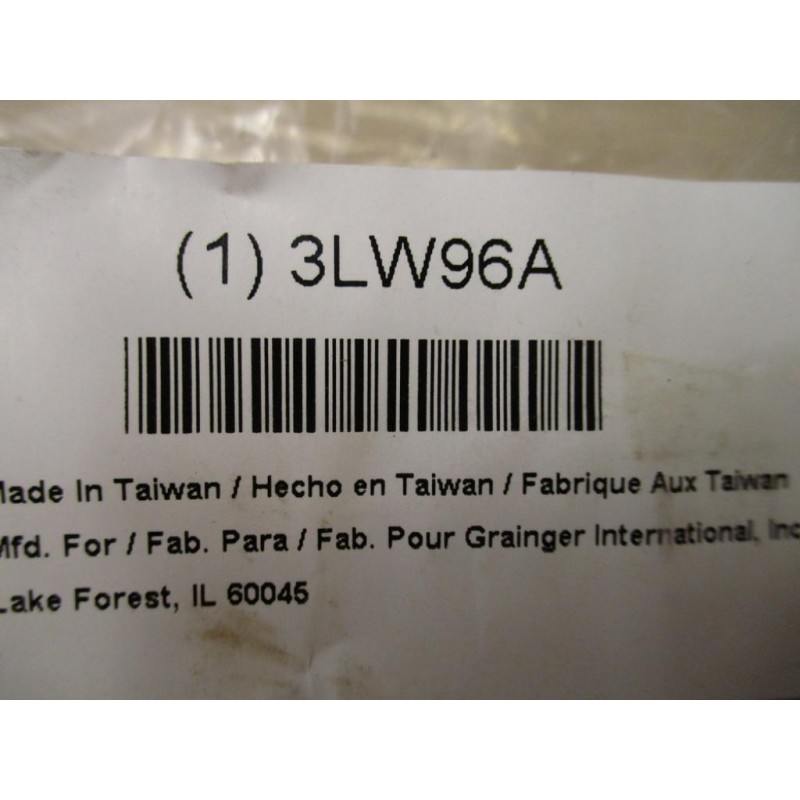 (1) 3LW96A
Made In Taiwan / Hecho en Taiwan / Fabrique Aux Taiwan
Mfd. For / Fab. Para / Fab. Pour Grainger International, Inc
Lake Forest, IL 60045